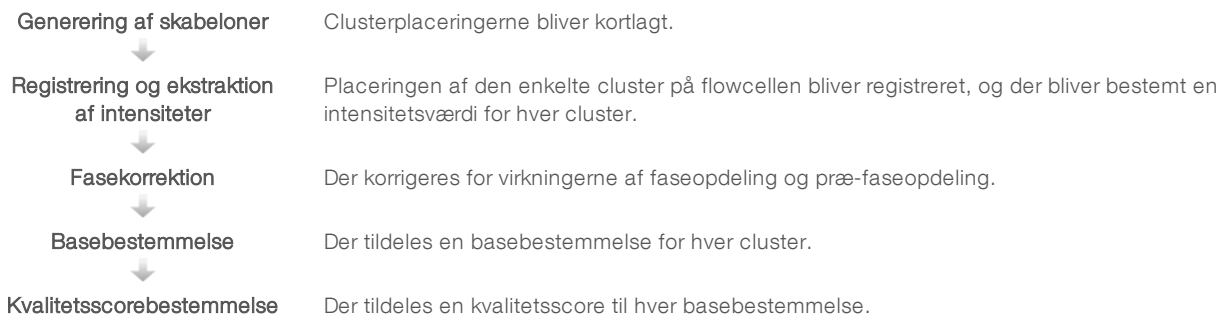 Generering af skabeloner
Clusterplaceringerne bliver kortlagt.
Registrering og ekstraktion
af intensiteter
Placeringen af den enkelte cluster på flowcellen bliver registreret, og der bliver bestemt en
intensitetsværdi for hver cluster.
Fasekorrektion
Der korrigeres for virkningerne af faseopdeling og præ-faseopdeling.
Basebestemmelse
Der tildeles en basebestemmelse for hver cluster.
Kvalitetsscorebestemmelse
Der tildeles en kvalitetsscore til hver basebestemmelse.